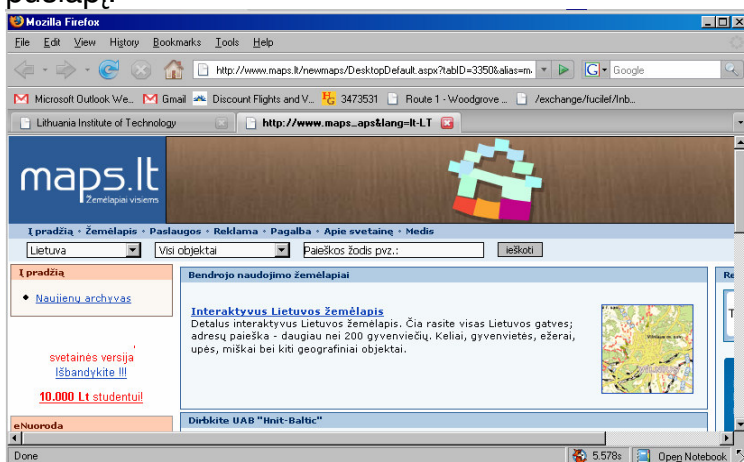 puslapį.
Mozilla Firefox
File Edit View History Bookmarks Tools Help
http://www.maps.lt/newmaps/DesktopDefault.aspx?tabID=3350&alias=m. Google
Microsoft Outlook We... Gmail Discount Flights and V... 3473531 Route 1 - Woodgrove ... /exchange/fucilef/Inb...
Lithuania Institute of Technology http://www.maps...aps&lang=lt-LT
maps.lt
Žemėlapiai visiems
Į pradžią Žemėlapis Paslaugos Reklama Pagalba Apie svetainę Medis
Lietuva Visi objektai Paieškos žodis pvz.: ieškoti
Į pradžią
Naujienų archyvas
svetainės versija
Išbandykite !!!
10.000 Lt studentui!
eNuoroda
Bendrojo naudojimo žemėlapiai
Interaktyvus Lietuvos žemėlapis
Detalus interaktyvus Lietuvos žemėlapis. Čia rasite visas Lietuvos gatves;
adresų paieška - daugiau nei 200 gyvenviečių. Keliai, gyvenvietės, ežerai,
upės, miškai bei kiti geografiniai objektai.
Dirbkite UAB "Hnit-Baltic"
Re
T
Done 5.578s Open Notebook